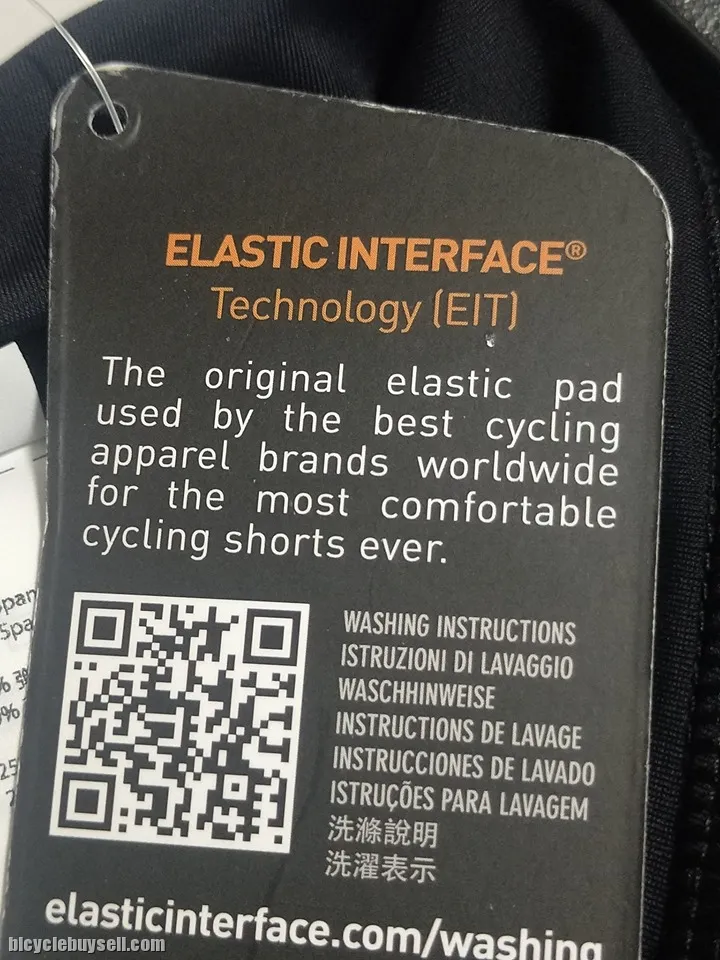 ELASTIC INTERFACE®
Technology (EIT)
The original elastic pad
used by the best cycling
apparel brands worldwide
for the most comfortable
cycling shorts ever.
WASHING INSTRUCTIONS
ISTRUZIONI DI LAVAGGIO
WASCHHINWEISE
INSTRUCTIONS DE LAVAGE
INSTRUCCIONES DE LAVADO
ISTRUÇÕES PARA LAVAGEM
洗滌說明
洗濯表示
elasticinterface.com/washing
bicyclebuysell.com